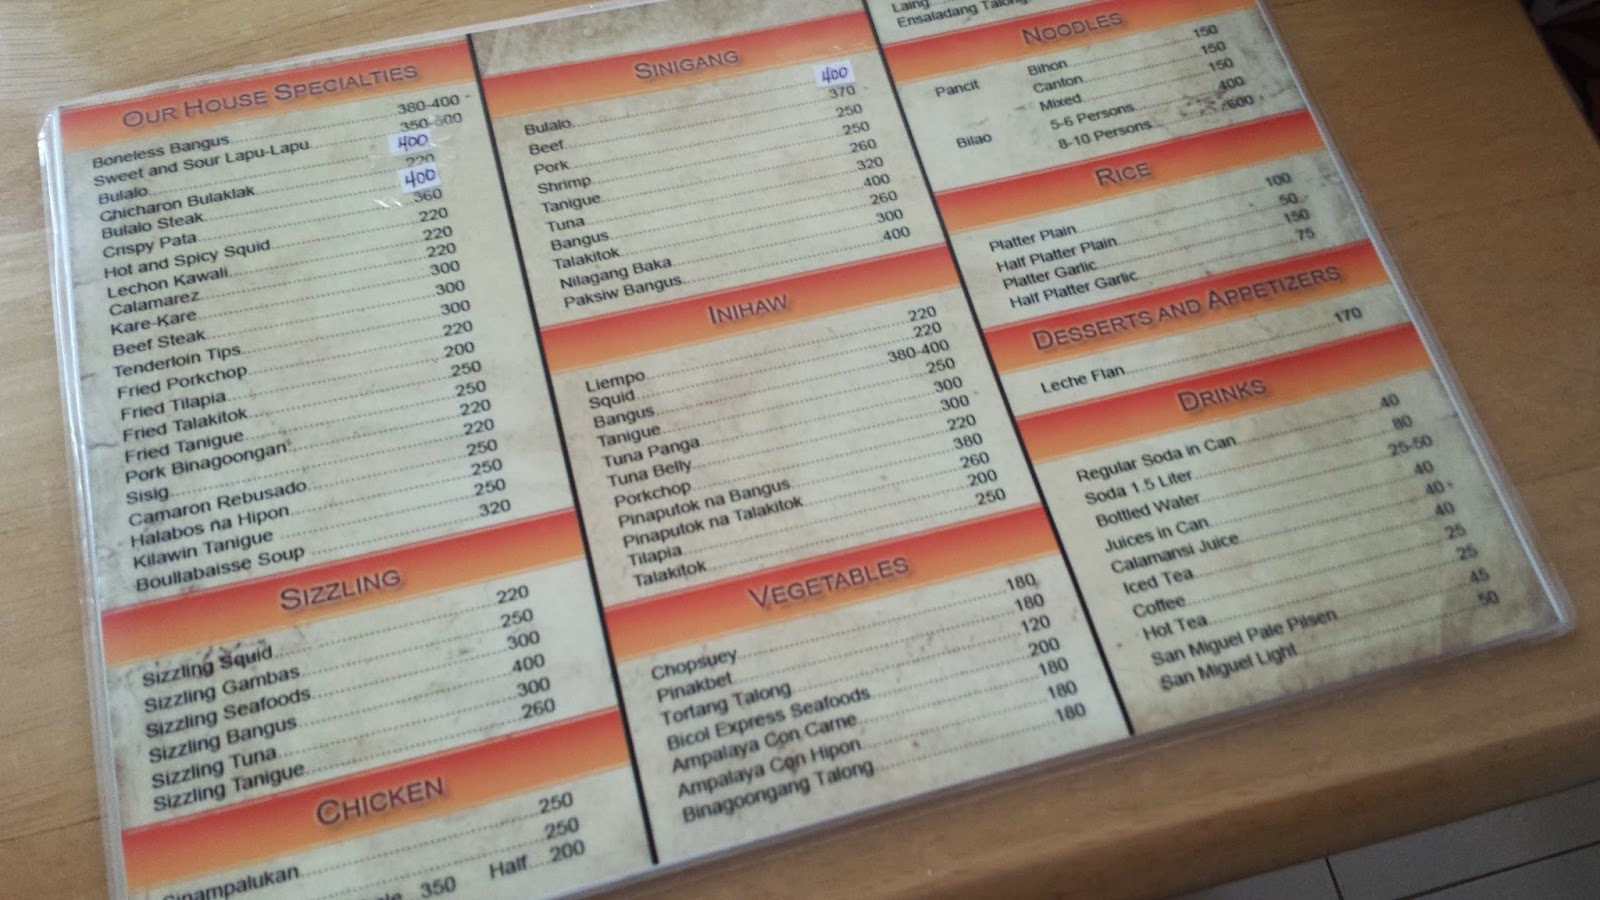 OUR HOUSE SPECIALTIES
Boneless Bangus 380-400
Sweet and Sour Lapu-Lapu
Bulalo 400
Chicharon Bulaklak 220
Bulalo Steak 400
Crispy Pata 360
Hot and Spicy Squid 220
Lechon Kawali 220
Calamarez 220
Kare-Kare 300
Beef Steak 300
Tenderloin Tips 300
Fried Porkchop 220
Fried Tilapia 200
Fried Talakitok 250
Fried Tanigue 250
Pork Binagoongan 220
Sisig 220
Camaron Rebusado 250
Halabos na Hipon 250
Kilawin Tanigue 250
Boullabaisse Soup 320
SIZZLING
Sizzling Squid 220
Sizzling Gambas 250
Sizzling Seafoods 300
Sizzling Bangus 400
Sizzling Tuna 300
Sizzling Tanigue 260
CHICKEN
Sinampalukan 250
250
350 Half 200
SINIGANG
Bulalo 400
Beef 370
Pork 250
Shrimp 250
Tanigue 260
Tuna 320
Bangus 400
Talakitok 260
Nilagang Baka 300
Paksiw Bangus 400
INIHAW
Liempo 220
Squid 220
Bangus 380-400
Tanigue 250
Tuna Panga 300
Tuna Belly 300
Porkchop 220
Pinaputok na Bangus 380
Pinaputok na Talakitok 260
Tilapia 200
Talakitok 250
VEGETABLES
Chopsuey 180
Pinakbet 180
Tortang Talong 120
Bicol Express Seafoods 200
Ampalaya Con Carne 180
Ampalaya Con Hipon 180
Binagoongang Talong 180
Laing
Ensaladang Talong
NOODLES
Pancit Bihon 150
Canton 150
Mixed 150
Bilao 5-6 Persons 400
8-10 Persons 600
RICE
Platter Plain 100
Half Platter Plain 50
Platter Garlic 150
Half Platter Garlic 75
DESSERTS AND APPETIZERS
Leche Flan 170
DRINKS
Regular Soda in Can 40
Soda 1.5 Liter 80
Bottled Water 25-50
Juices in Can 40
Calamansi Juice 40
Iced Tea 40
Coffee 25
Hot Tea 25
San Miguel Pale Pilsen 45
San Miguel Light 50